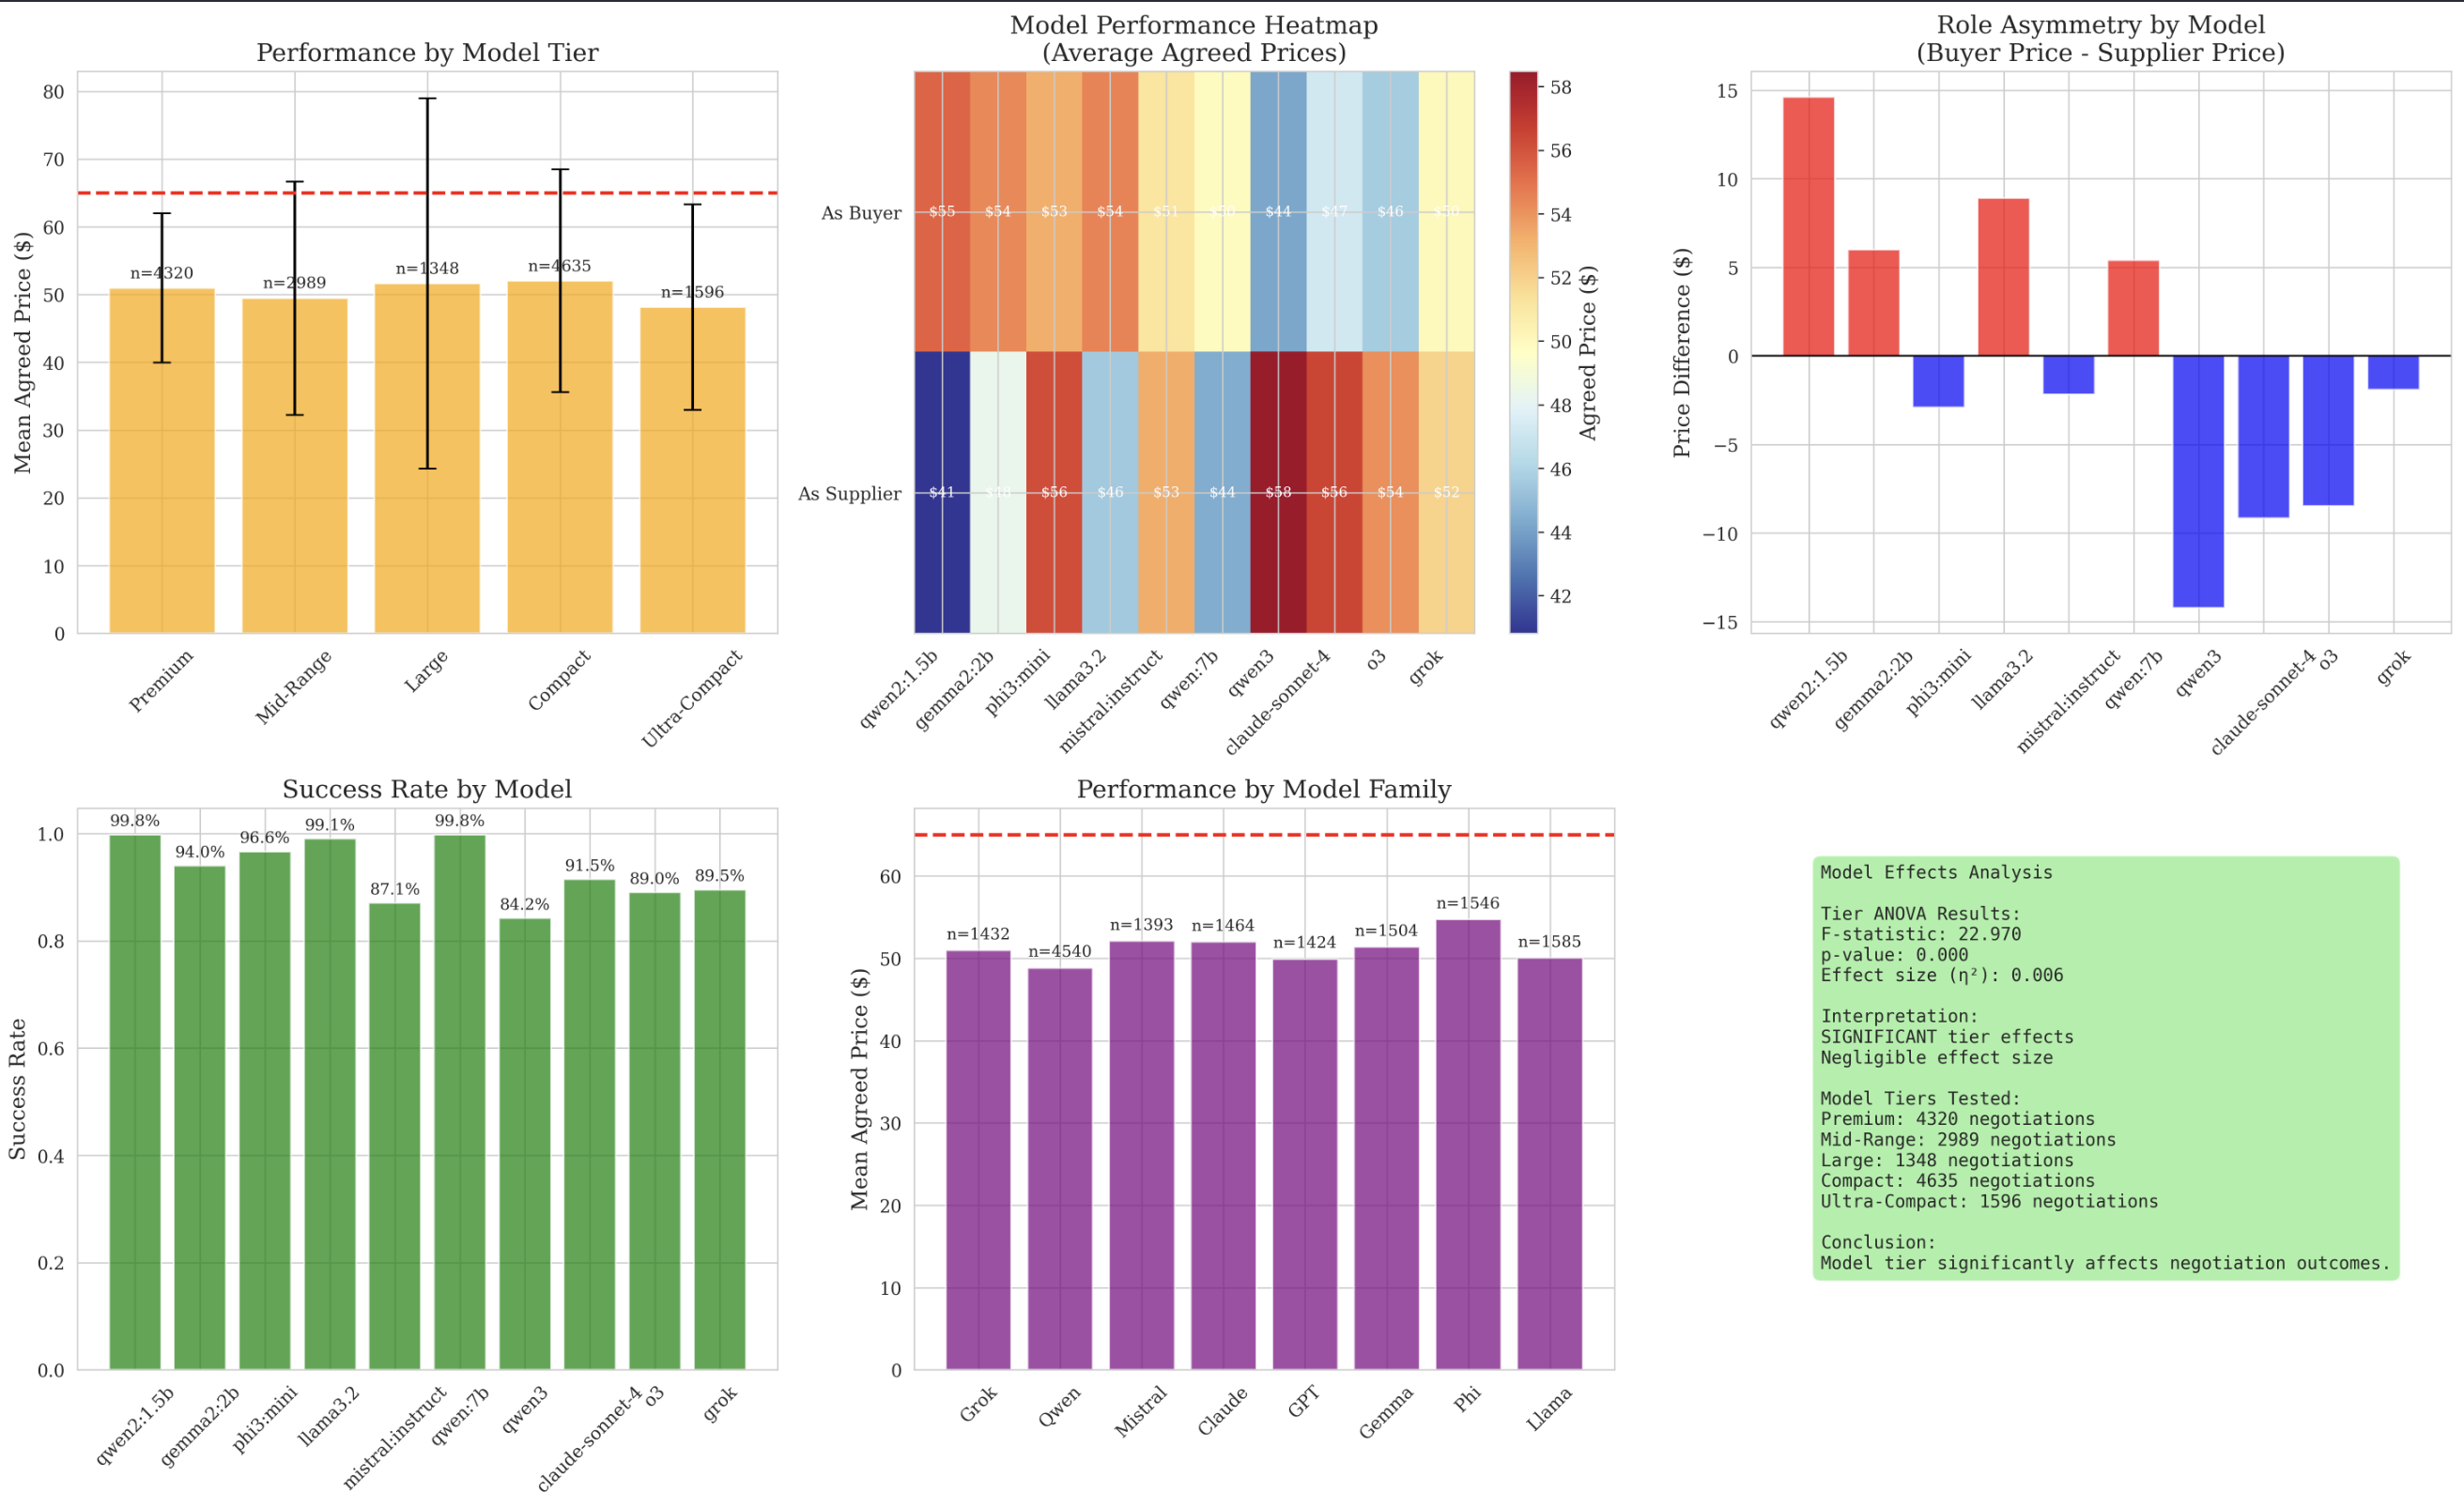 Performance by Model Tier
Mean Agreed Price ($)
80
70
60
50
40
30
20
10
0
n=4320
n=2989
n=1348
n=4635
n=1596
Premium
Mid-Range
Large
Compact
Ultra-Compact
Model Performance Heatmap
(Average Agreed Prices)
As Buyer
$55
$54
$53
$54
$51
$44
$47
$46
As Supplier
$41
$56
$46
$53
$44
$58
$56
$54
$52
qwen2:1.5b
gemma2:2b
phi3:mini
llama3.2
mistral:instruct
qwen:7b
qwen3
claude-sonnet-4
o3
grok
58
56
54
52
50
48
46
44
42
Agreed Price ($)
Role Asymmetry by Model
(Buyer Price - Supplier Price)
Price Difference ($)
15
10
5
0
−5
−10
−15
qwen2:1.5b
gemma2:2b
phi3:mini
llama3.2
mistral:instruct
qwen:7b
qwen3
claude-sonnet-4
o3
grok
Success Rate by Model
Success Rate
1.0
0.8
0.6
0.4
0.2
0.0
99.8%
94.0%
96.6%
99.1%
87.1%
99.8%
84.2%
91.5%
89.0%
89.5%
qwen2:1.5b
gemma2:2b
phi3:mini
llama3.2
mistral:instruct
qwen:7b
qwen3
claude-sonnet-4
o3
grok
Performance by Model Family
Mean Agreed Price ($)
60
50
40
30
20
10
0
n=1432
n=4540
n=1393
n=1464
n=1424
n=1504
n=1546
n=1585
Grok
Qwen
Mistral
Claude
GPT
Gemma
Phi
Llama
Model Effects Analysis
Tier ANOVA Results:
F-statistic: 22.970
p-value: 0.000
Effect size (η²): 0.006
Interpretation:
SIGNIFICANT tier effects
Negligible effect size
Model Tiers Tested:
Premium: 4320 negotiations
Mid-Range: 2989 negotiations
Large: 1348 negotiations
Compact: 4635 negotiations
Ultra-Compact: 1596 negotiations
Conclusion:
Model tier significantly affects negotiation outcomes.